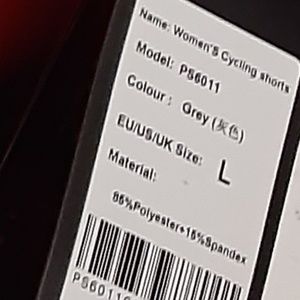 Name: Women'S Cycling shorts
Model: PS6011
Colour : Grey (灰色)
EU/US/UK Size: L
Material:
85%Polyester+15%Spandex